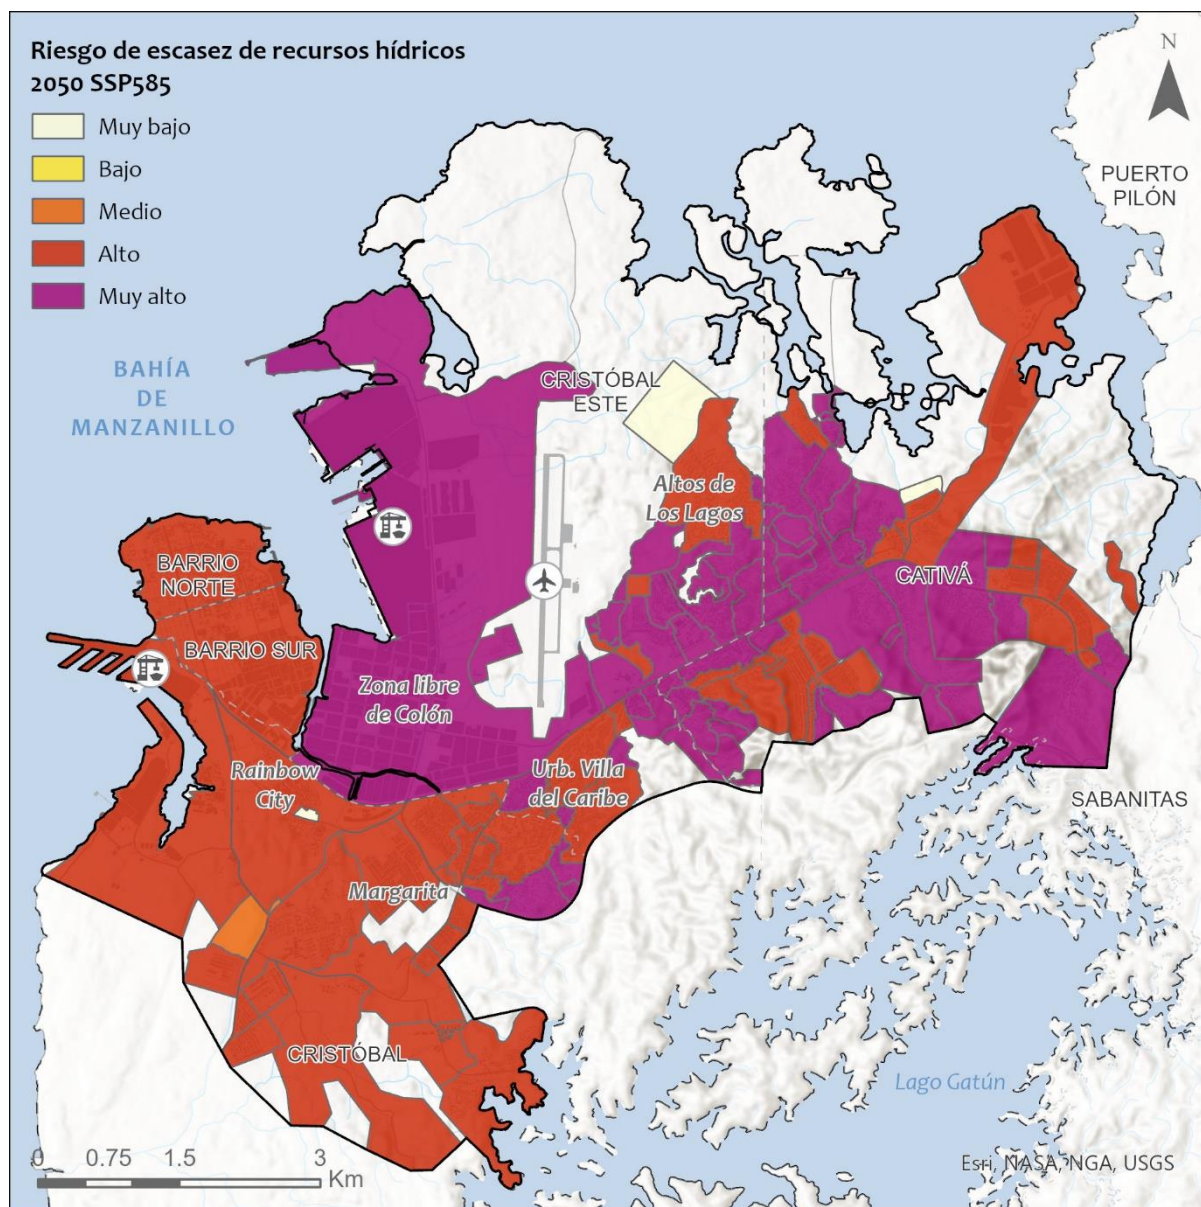 Riesgo de escasez de recursos hídricos
2050 SSP585
Muy bajo
Bajo
Medio
Alto
Muy alto
N
PUERTO
PILÓN
BAHÍA
DE
MANZANILLO
CRISTÓBAL
ESTE
Altos de
Los Lagos
BARRIO
NORTE
CATIVÁ
BARRIO SUR
Zona libre
de Colón
Rainbow
City
Urb. Villa
del Caribe
SABANITAS
Margarita
CRISTÓBAL
Lago Gatún
0 0.75 1.5 3
Km
Esri, NASA, NGA, USGS